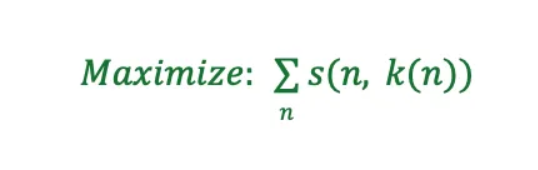 Maximize: ∑ s(n, k(n))
n